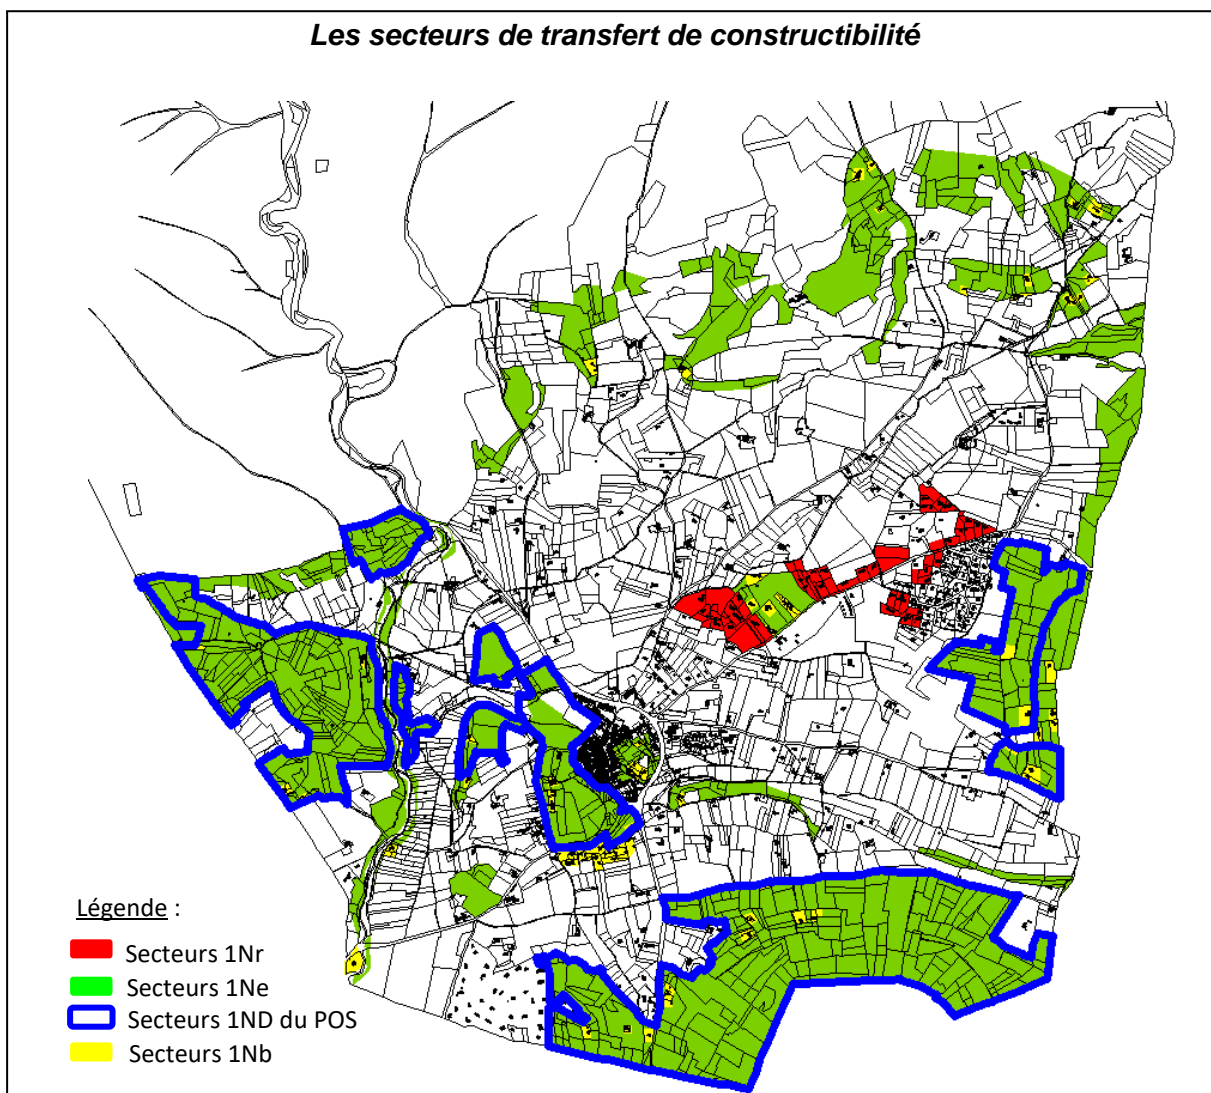 Les secteurs de transfert de constructibilité
Légende :
Secteurs 1Nr
Secteurs 1Ne
Secteurs 1ND du POS
Secteurs 1Nb